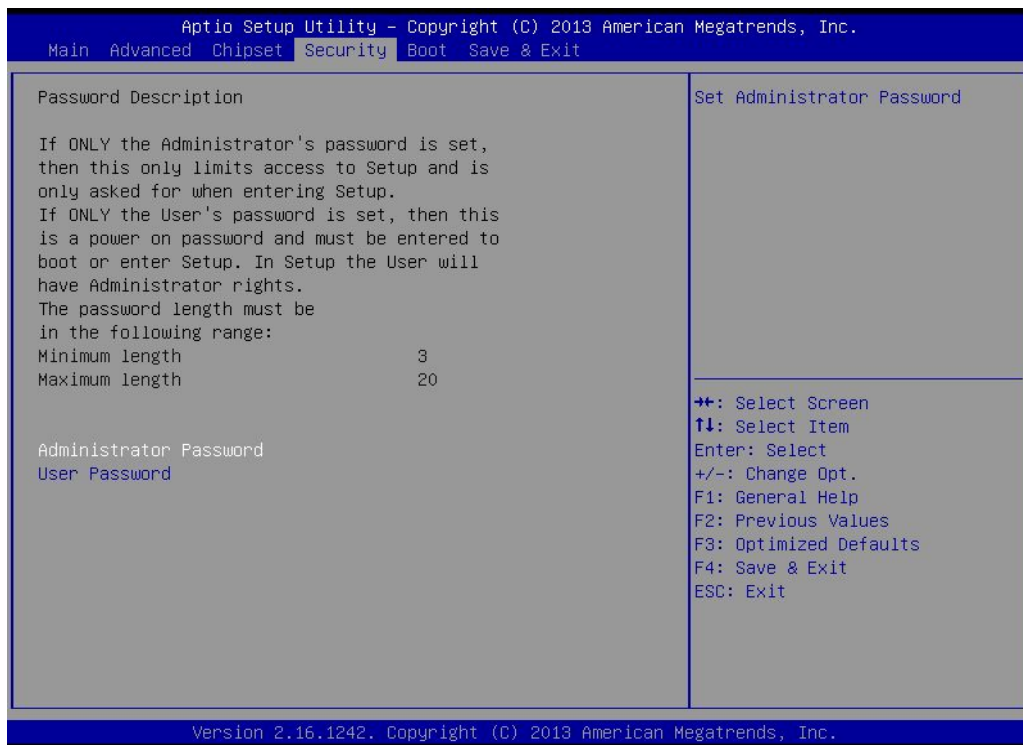 Aptio Setup Utility – Copyright (C) 2013 American Megatrends, Inc.
Main Advanced Chipset Security Boot Save & Exit
Password Description
If ONLY the Administrator's password is set,
then this only limits access to Setup and is
only asked for when entering Setup.
If ONLY the User's password is set, then this
is a power on password and must be entered to
boot or enter Setup. In Setup the User will
have Administrator rights.
The password length must be
in the following range:
Minimum length 3
Maximum length 20
Administrator Password
User Password
Set Administrator Password
→←: Select Screen
↑↓: Select Item
Enter: Select
+/-: Change Opt.
F1: General Help
F2: Previous Values
F3: Optimized Defaults
F4: Save & Exit
ESC: Exit
Version 2.16.1242. Copyright (C) 2013 American Megatrends, Inc.